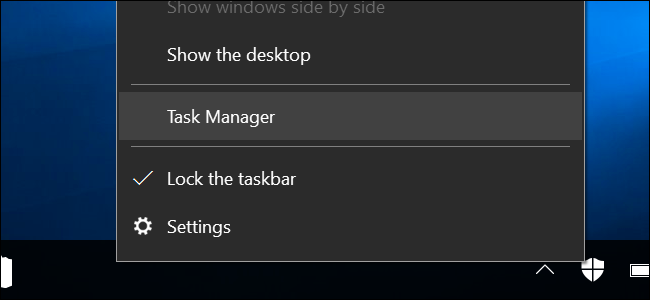 Show windows side by side
Show the desktop
Task Manager
Lock the taskbar
Settings